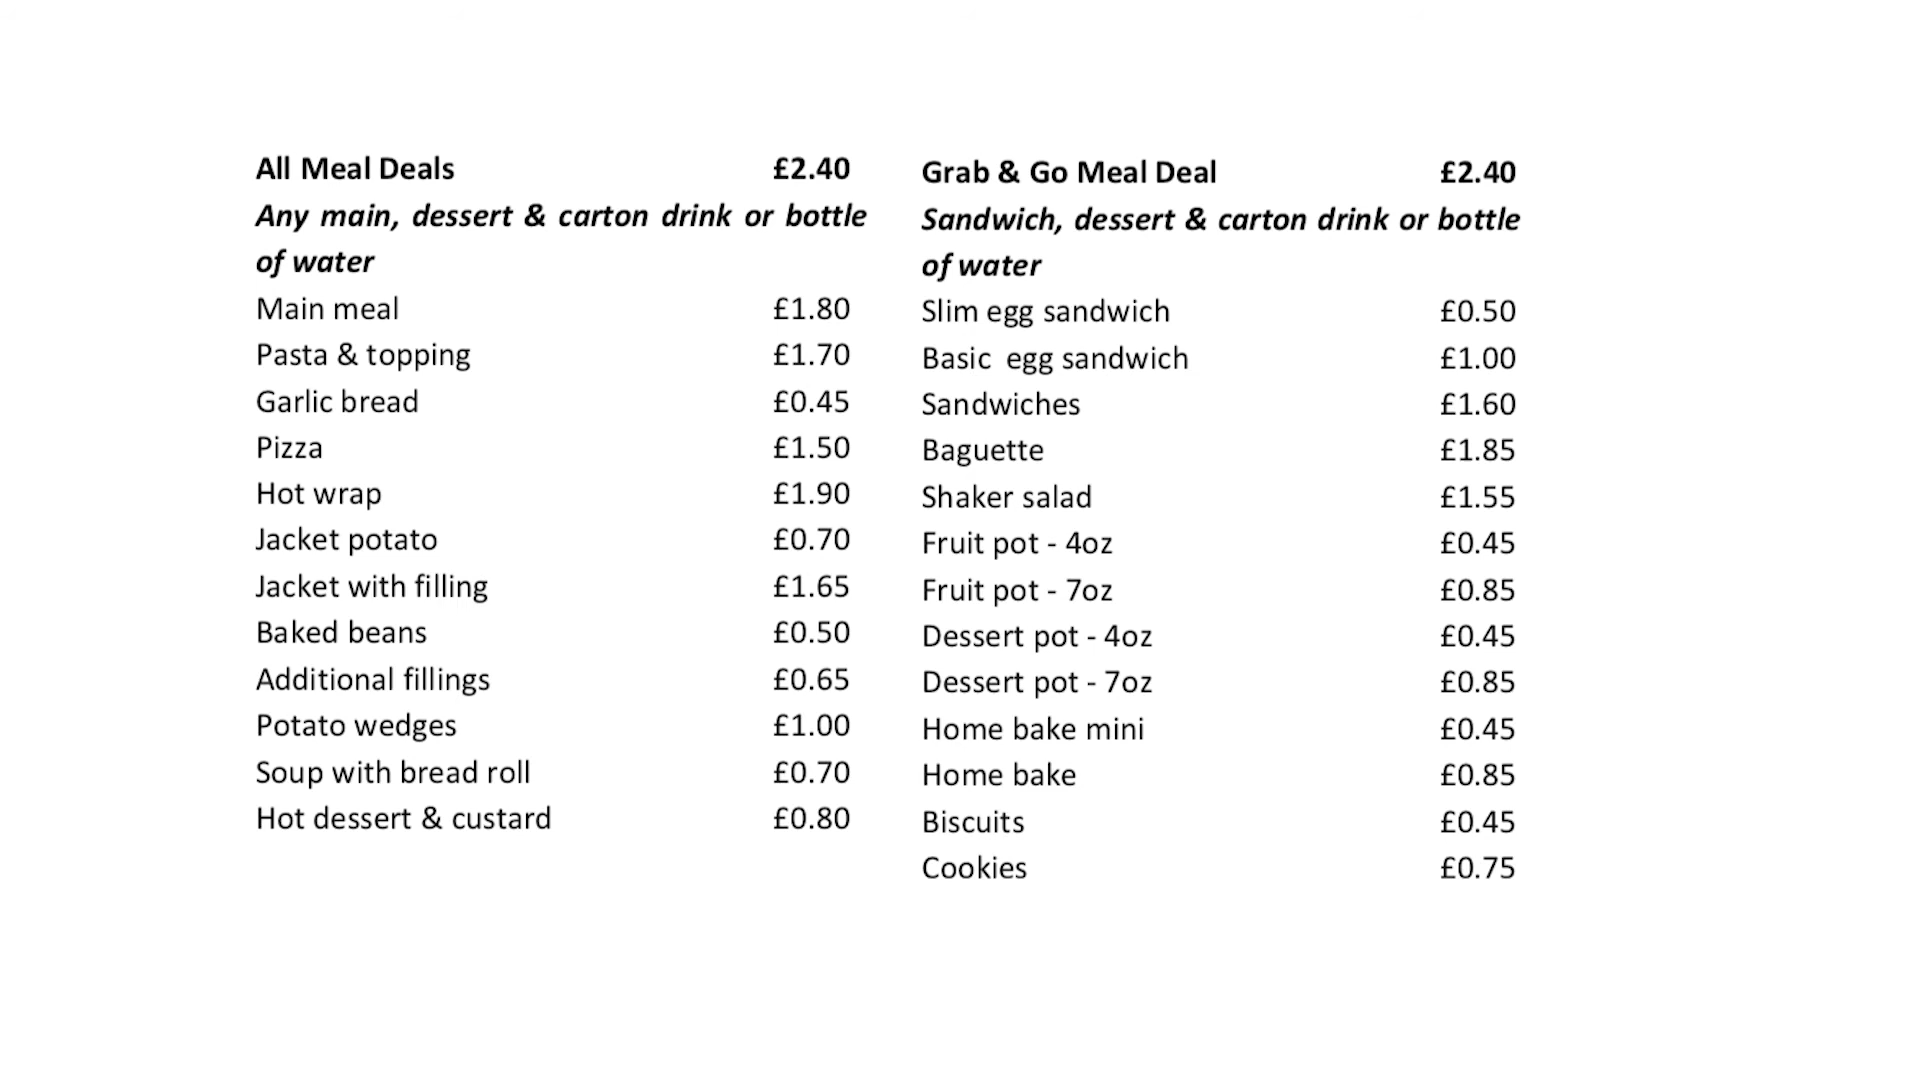 All Meal Deals £2.40
Any main, dessert & carton drink or bottle
of water
Main meal £1.80
Pasta & topping £1.70
Garlic bread £0.45
Pizza £1.50
Hot wrap £1.90
Jacket potato £0.70
Jacket with filling £1.65
Baked beans £0.50
Additional fillings £0.65
Potato wedges £1.00
Soup with bread roll £0.70
Hot dessert & custard £0.80
Grab & Go Meal Deal £2.40
Sandwich, dessert & carton drink or bottle
of water
Slim egg sandwich £0.50
Basic egg sandwich £1.00
Sandwiches £1.60
Baguette £1.85
Shaker salad £1.55
Fruit pot - 4oz £0.45
Fruit pot - 7oz £0.85
Dessert pot - 4oz £0.45
Dessert pot - 7oz £0.85
Home bake mini £0.45
Home bake £0.85
Biscuits £0.45
Cookies £0.75